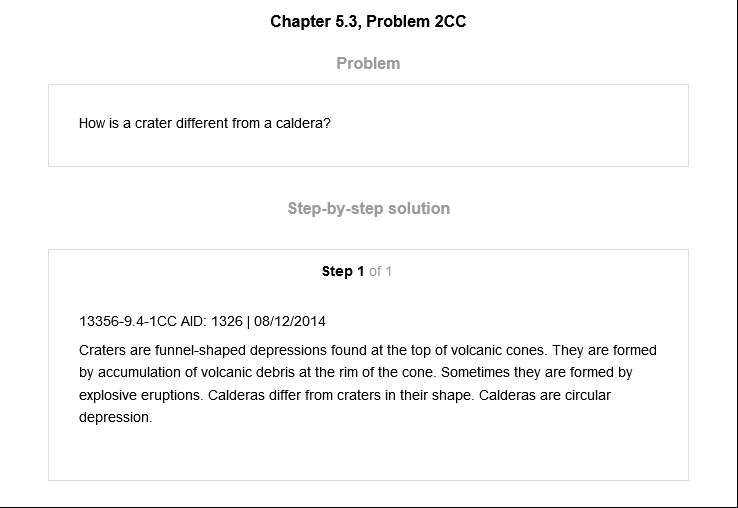 Chapter 5.3, Problem 2CC
Problem
How is a crater different from a caldera?
Step-by-step solution
Step 1 of 1
13356-9.4-1CC AID: 1326 | 08/12/2014
Craters are funnel-shaped depressions found at the top of volcanic cones. They are formed
by accumulation of volcanic debris at the rim of the cone. Sometimes they are formed by
explosive eruptions. Calderas differ from craters in their shape. Calderas are circular
depression.